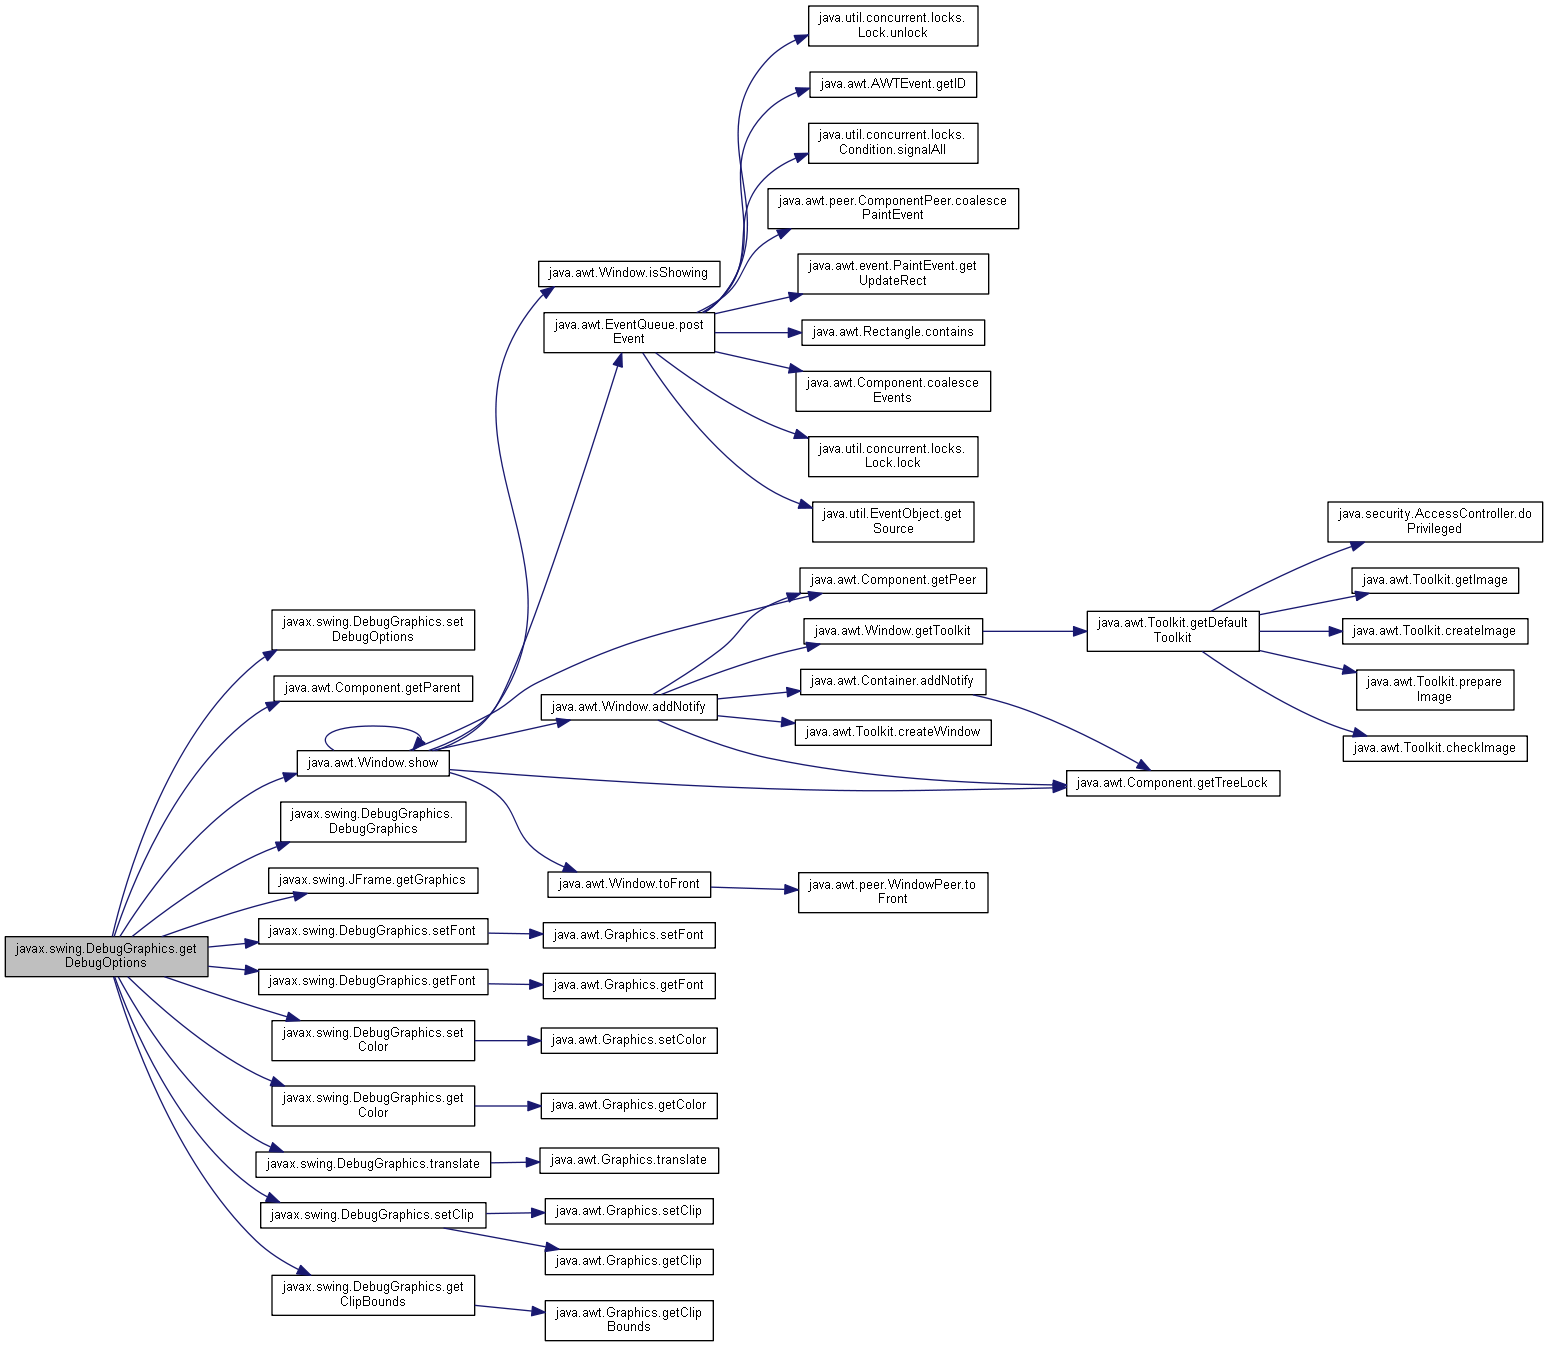 java.util.concurrent.locks.
Lock.unlock
java.awt.AWTEvent.getID
java.util.concurrent.locks.
Condition.signalAll
java.awt.peer.ComponentPeer.coalesce
PaintEvent
java.awt.Window.isShowing
java.awt.event.PaintEvent.get
UpdateRect
java.awt.EventQueue.post
Event
java.awt.Rectangle.contains
java.awt.Component.coalesce
Events
java.util.concurrent.locks.
Lock.lock
java.util.EventObject.get
Source
java.security.AccessController.do
Privileged
java.awt.Component.getPeer
java.awt.Toolkit.getImage
javax.swing.DebugGraphics.set
DebugOptions
java.awt.Window.getToolkit
java.awt.Toolkit.getDefault
Toolkit
java.awt.Toolkit.createImage
java.awt.Component.getParent
java.awt.Container.addNotify
java.awt.Toolkit.prepare
Image
java.awt.Window.addNotify
java.awt.Toolkit.createWindow
java.awt.Toolkit.checkImage
java.awt.Window.show
java.awt.Component.getTreeLock
javax.swing.DebugGraphics.
DebugGraphics
javax.swing.JFrame.getGraphics
java.awt.Window.toFront
java.awt.peer.WindowPeer.to
Front
javax.swing.DebugGraphics.setFont
java.awt.Graphics.setFont
javax.swing.DebugGraphics.get
DebugOptions
javax.swing.DebugGraphics.getFont
java.awt.Graphics.getFont
javax.swing.DebugGraphics.set
Color
java.awt.Graphics.setColor
javax.swing.DebugGraphics.get
Color
java.awt.Graphics.getColor
javax.swing.DebugGraphics.translate
java.awt.Graphics.translate
javax.swing.DebugGraphics.setClip
java.awt.Graphics.setClip
java.awt.Graphics.getClip
javax.swing.DebugGraphics.get
ClipBounds
java.awt.Graphics.getClip
Bounds